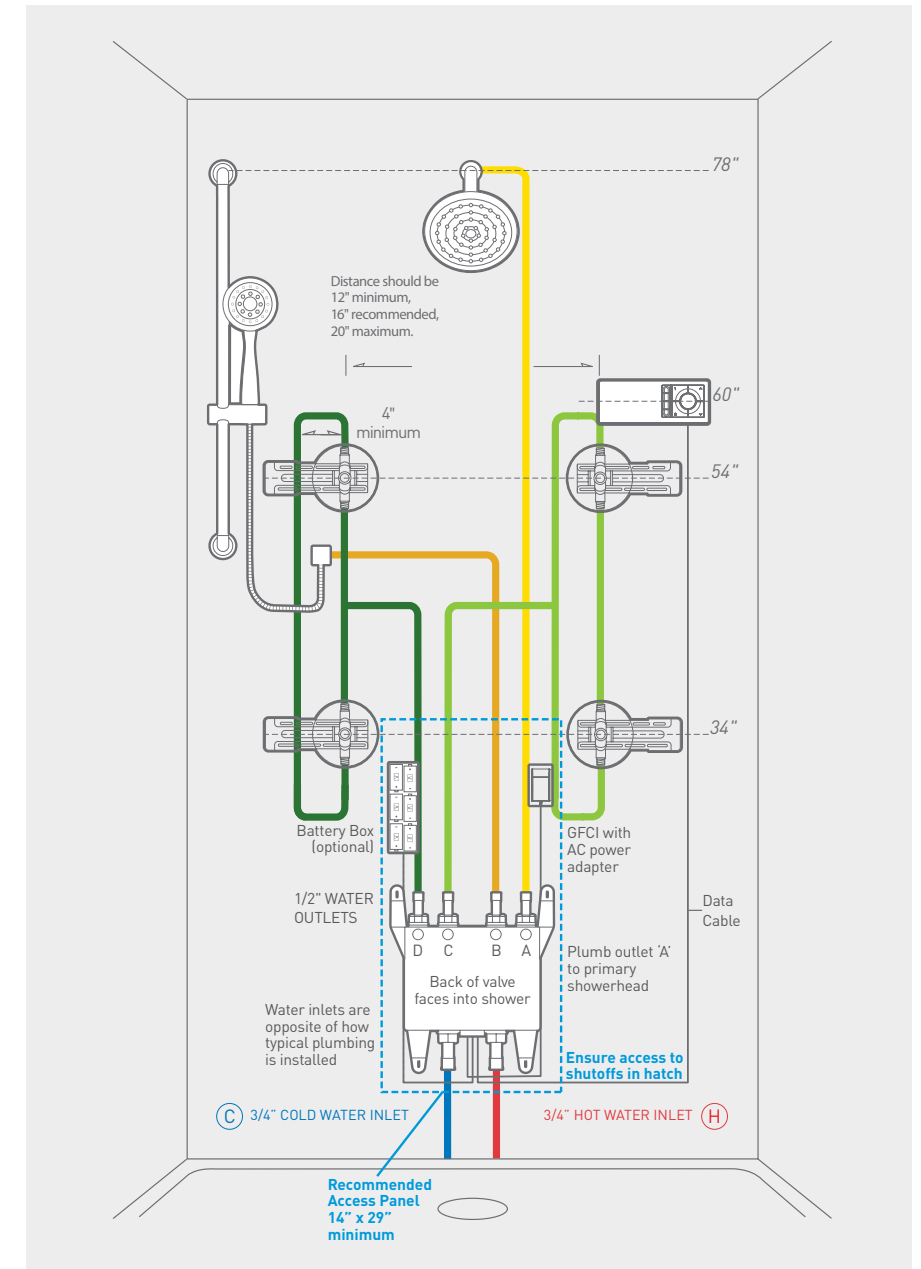 78"
Distance should be
12" minimum,
16" recommended,
20" maximum.
60"
4"
minimum
54"
34"
Battery Box
(optional)
GFCI with
AC power
adapter
1/2" WATER
OUTLETS
Data
Cable
D C B A
Back of valve
faces into shower
Plumb outlet ‘A’
to primary
showerhead
Water inlets are
opposite of how
typical plumbing
is installed
Ensure access to
shutoffs in hatch
C 3/4” COLD WATER INLET
3/4” HOT WATER INLET H
Recommended
Access Panel
14” x 29”
minimum